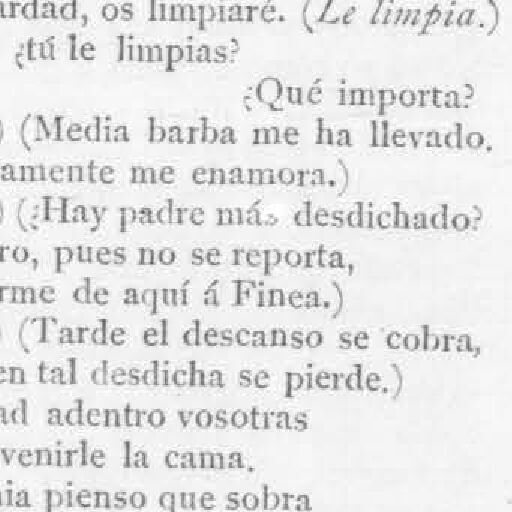 ardad, os limpiaré. (Le limpia.)
¿tú le limpias?
¿Qué importa?
) (Media barba me ha llevado.
amente me enamora.)
) (¿Hay padre más desdichado?
ro, pues no se reporta,
rme de aquí á Finea.)
) (Tarde el descanso se cobra,
en tal desdicha se pierde.)
ad adentro vosotras
venirle la cama.
nia pienso que sobra